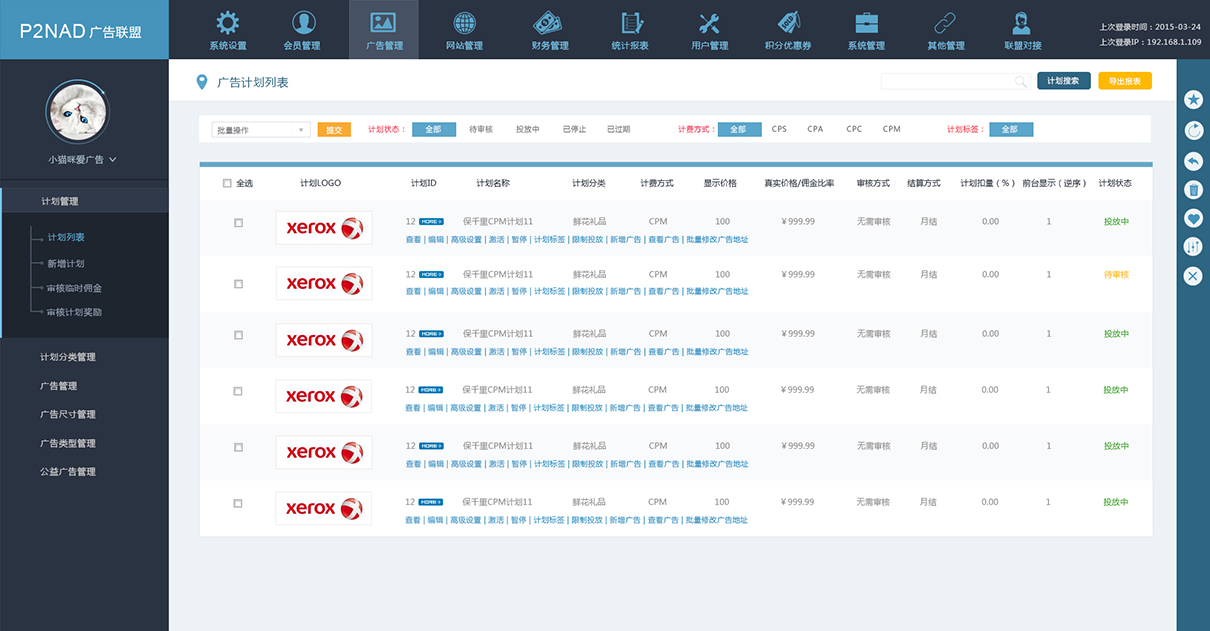 P2NAD 广告联盟
系统设置 会员管理 广告管理 网站管理 财务管理 统计报表 用户管理 积分优惠券 系统管理 其他管理 联盟对接
上次登录时间：2015-03-24
上次登录IP：192.168.1.109
小猫咪爱广告
计划管理
计划列表
新增计划
审核临时佣金
审核计划奖励
计划分类管理
广告管理
广告尺寸管理
广告类型管理
公益广告管理
广告计划列表 计划搜索 导出报表
批量操作 提交 计划状态： 全部 待审核 投放中 已停止 已过期 计费方式： 全部 CPS CPA CPC CPM 计划标签： 全部
全选 计划LOGO 计划ID 计划名称 计划分类 计费方式 显示价格 真实价格/佣金比率 审核方式 结算方式 计划扣量（%） 前台显示（逆序） 计划状态
xerox 12 MORE> 保千里CPM计划11 鲜花礼品 CPM 100 ¥999.99 无需审核 月结 0.00 1 投放中
查看 | 编辑 | 高级设置 | 激活 | 暂停 | 计划标签 | 限制投放 | 新增广告 | 查看广告 | 批量修改广告地址
xerox 12 MORE> 保千里CPM计划11 鲜花礼品 CPM 100 ¥999.99 无需审核 月结 0.00 1 待审核
查看 | 编辑 | 高级设置 | 激活 | 暂停 | 计划标签 | 限制投放 | 新增广告 | 查看广告 | 批量修改广告地址
xerox 12 MORE> 保千里CPM计划11 鲜花礼品 CPM 100 ¥999.99 无需审核 月结 0.00 1 投放中
查看 | 编辑 | 高级设置 | 激活 | 暂停 | 计划标签 | 限制投放 | 新增广告 | 查看广告 | 批量修改广告地址
xerox 12 MORE> 保千里CPM计划11 鲜花礼品 CPM 100 ¥999.99 无需审核 月结 0.00 1 投放中
查看 | 编辑 | 高级设置 | 激活 | 暂停 | 计划标签 | 限制投放 | 新增广告 | 查看广告 | 批量修改广告地址
xerox 12 MORE> 保千里CPM计划11 鲜花礼品 CPM 100 ¥999.99 无需审核 月结 0.00 1 投放中
查看 | 编辑 | 高级设置 | 激活 | 暂停 | 计划标签 | 限制投放 | 新增广告 | 查看广告 | 批量修改广告地址
xerox 12 MORE> 保千里CPM计划11 鲜花礼品 CPM 100 ¥999.99 无需审核 月结 0.00 1 投放中
查看 | 编辑 | 高级设置 | 激活 | 暂停 | 计划标签 | 限制投放 | 新增广告 | 查看广告 | 批量修改广告地址